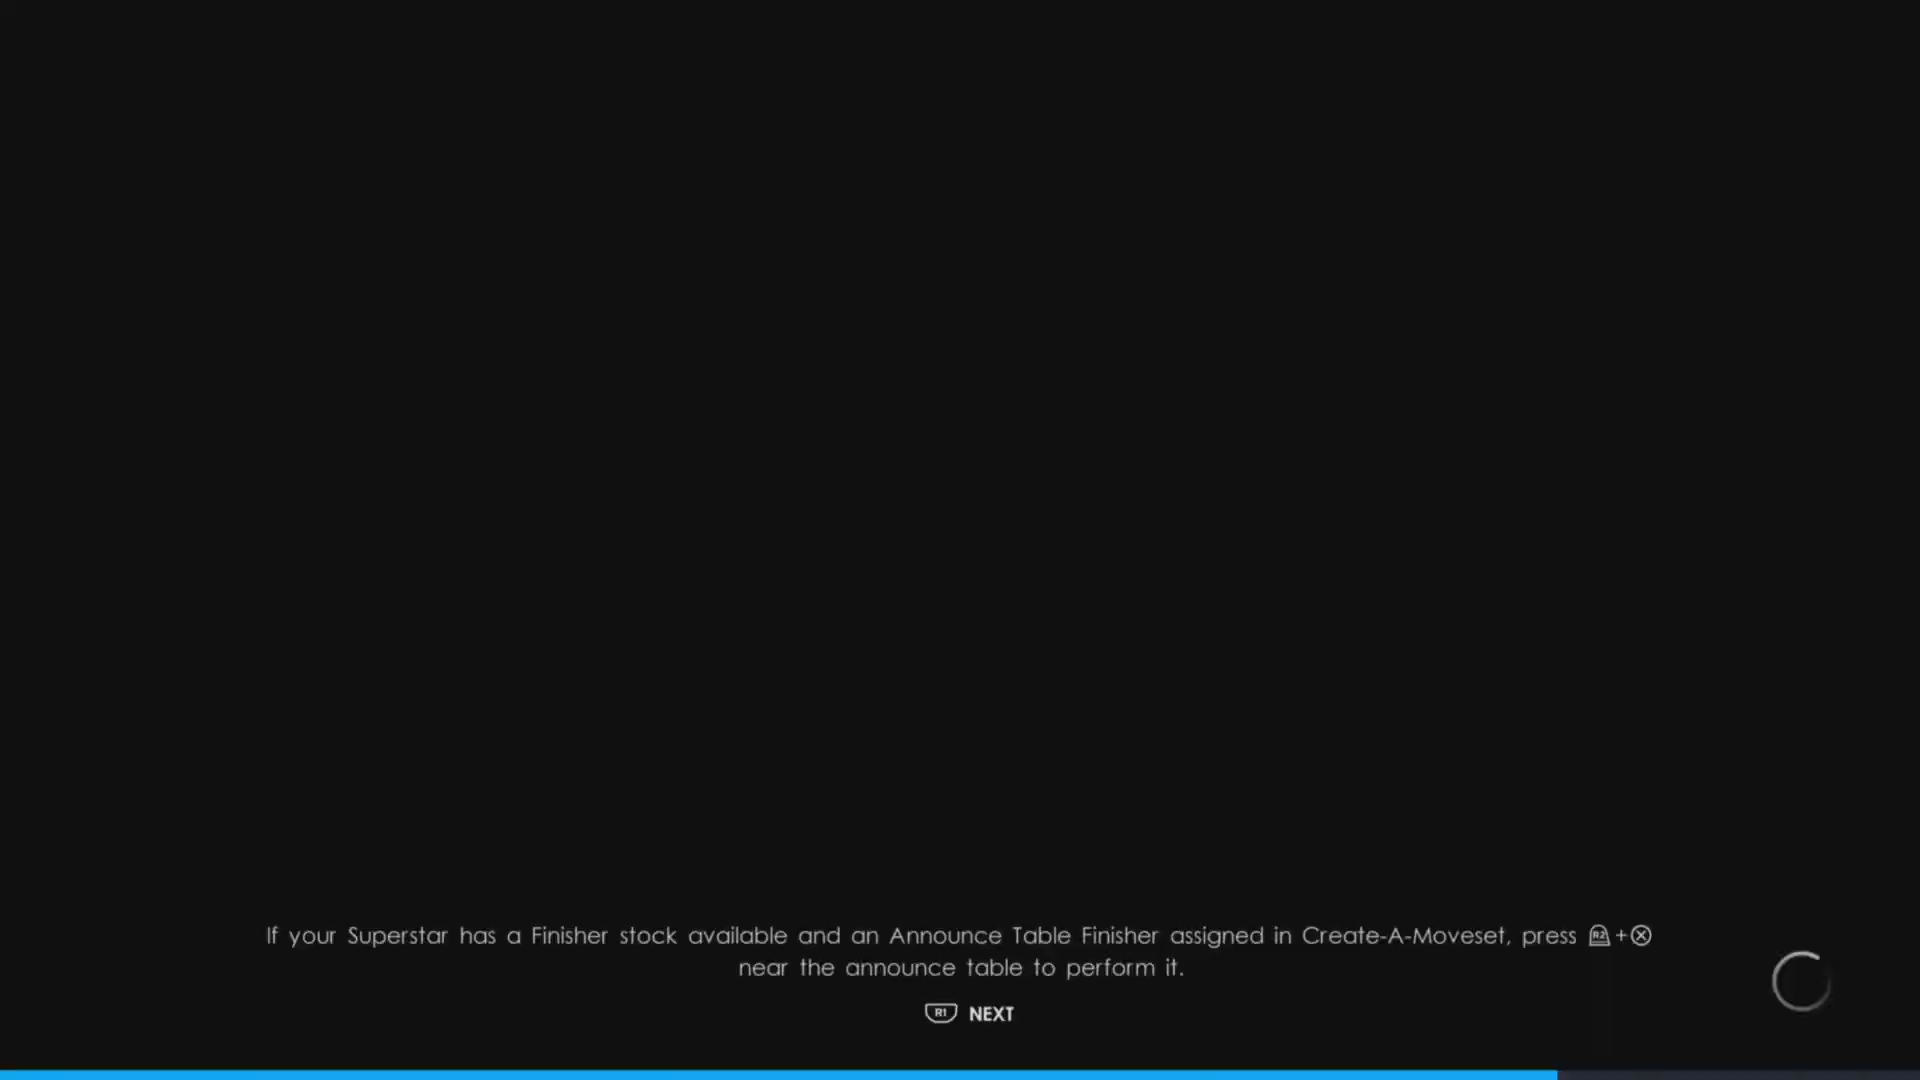 If your Superstar has a Finisher stock available and an Announce Table Finisher assigned in Create-A-Moveset, press R2+ⓧ
near the announce table to perform it.
R1 NEXT